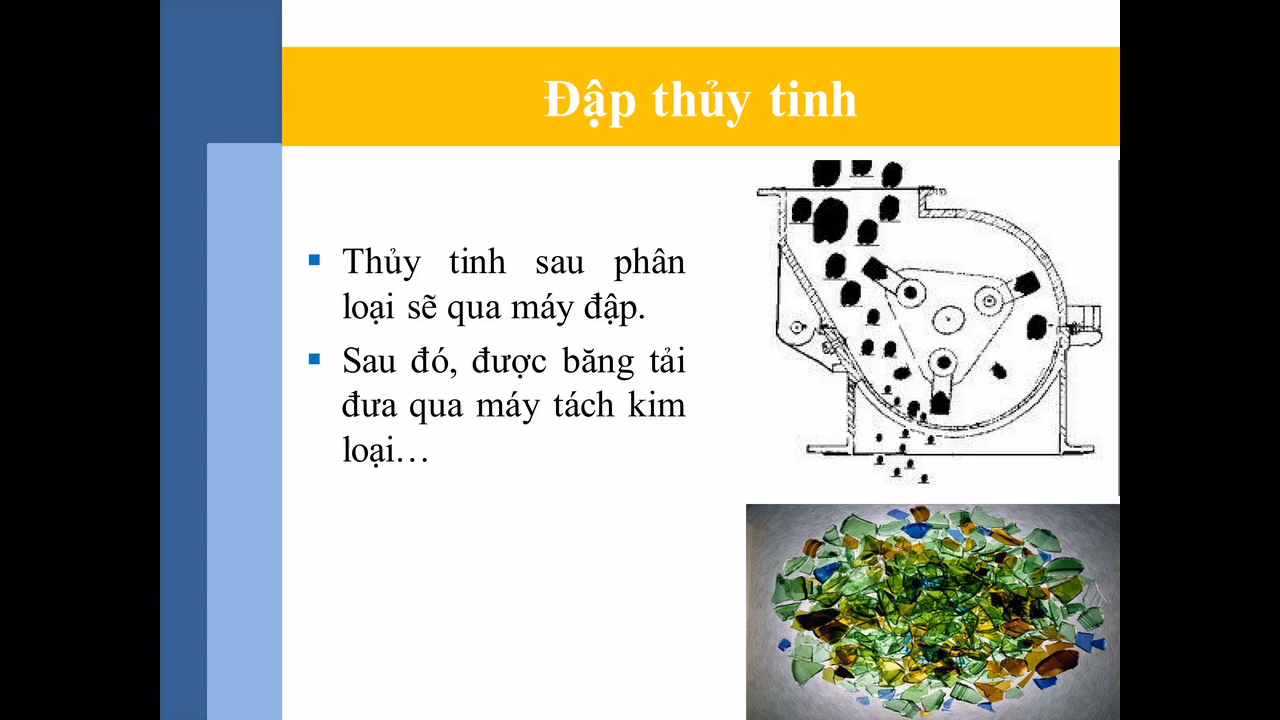 Đập thủy tinh
Thủy tinh sau phân
loại sẽ qua máy đập.
Sau đó, được băng tải
đưa qua máy tách kim
loại…